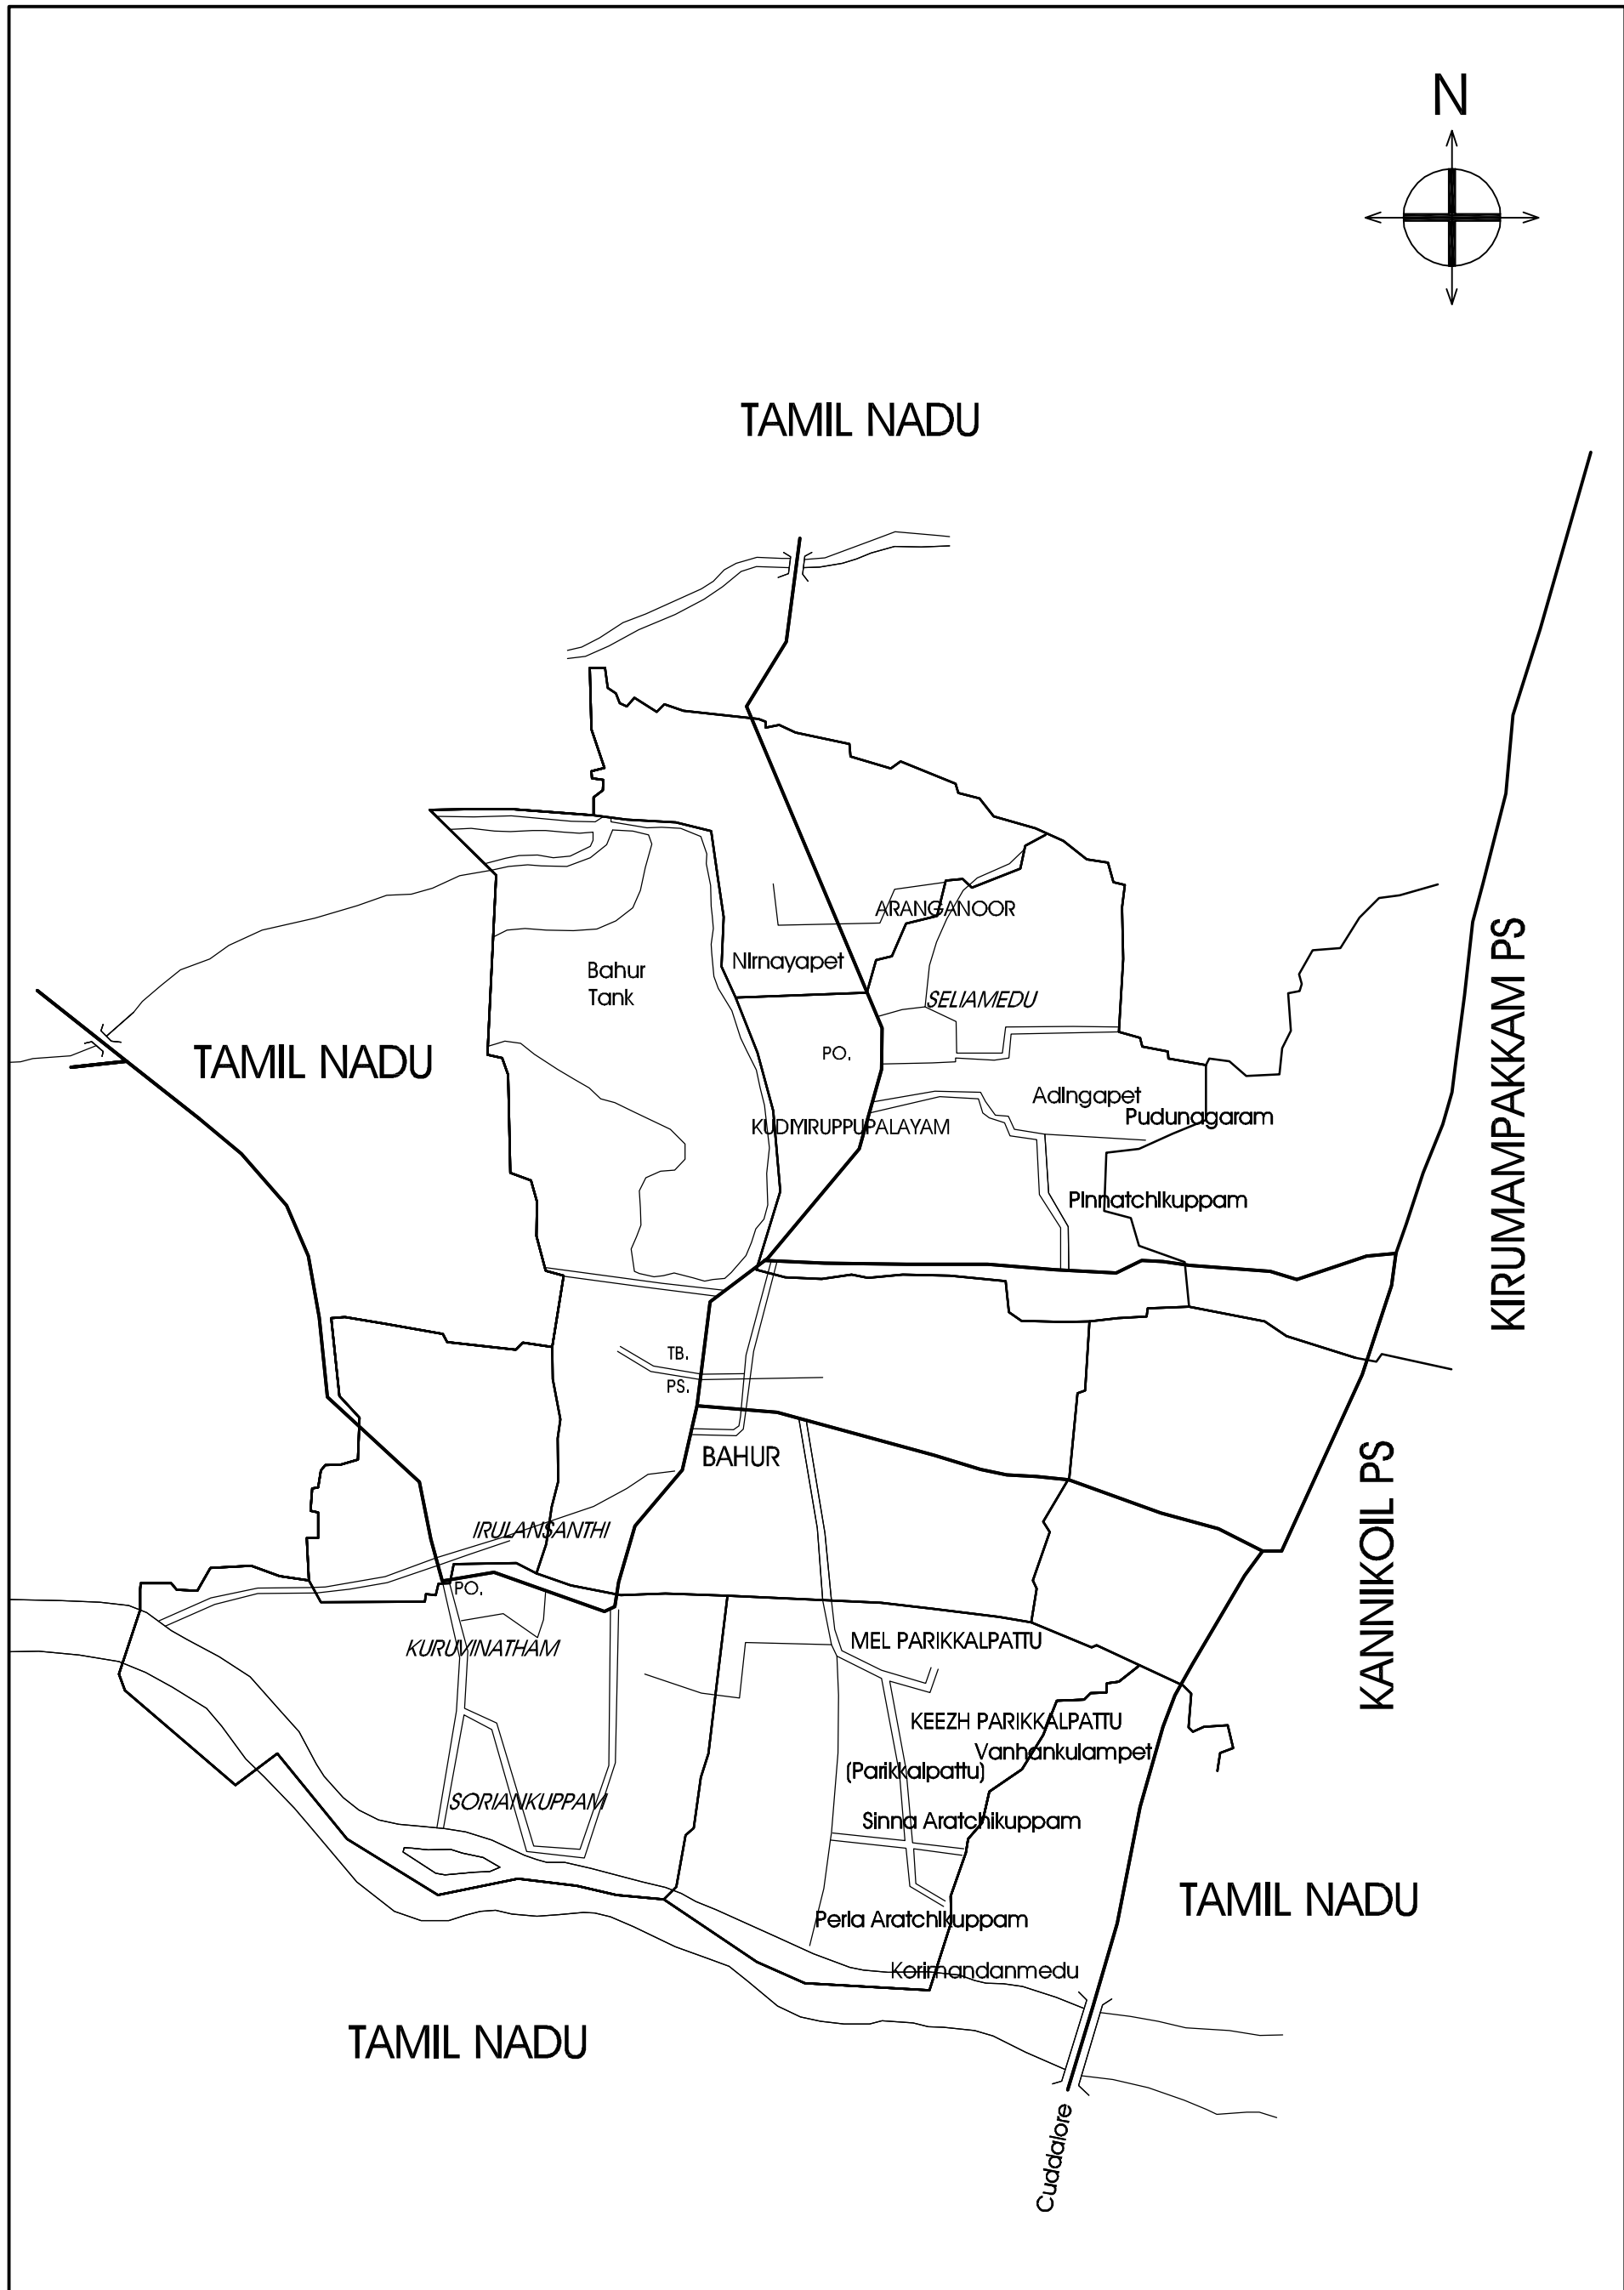 N
TAMIL NADU
ARANGANOOR
Nirnayapet
Bahur
Tank
SELIAMEDU
TAMIL NADU
PO.
Adingapet
Pudunagaram
KUDIYIRUPPUPALAYAM
KIRUMAMPAKKAM PS
Pinnatchikuppam
TB.
PS.
BAHUR
IRULANSANTHI
KANNIKOIL PS
PO.
KURUVINATHAM
MEL PARIKKALPATTU
KEEZH PARIKKALPATTU
Vanhankulampet
(Parikkalpattu)
SORIANKUPPAM
Sinna Aratchikuppam
TAMIL NADU
Peria Aratchikuppam
Korimandanmedu
TAMIL NADU
Cuddalore